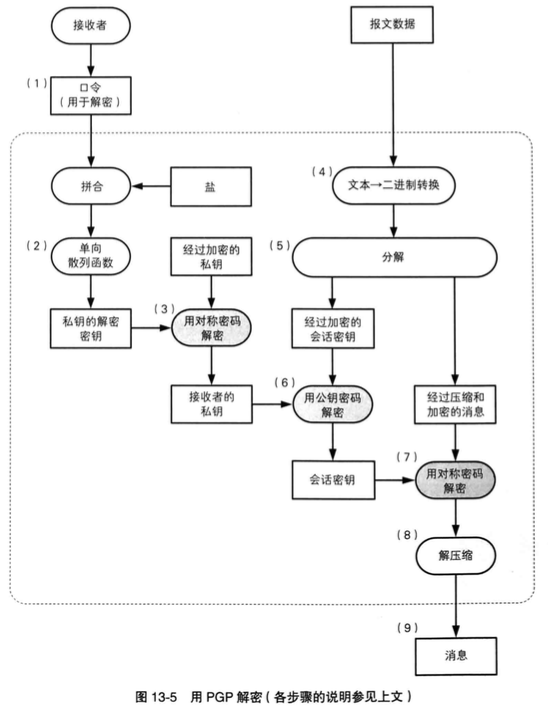 接收者
报文数据
(1)
口令
(用于解密)
拼合
盐
(4)
文本→二进制转换
(2)
单向
散列函数
经过加密的
私钥
(5)
分解
(3)
私钥的解密
密钥
用对称密码
解密
经过加密的
会话密钥
(6)
接收者的
私钥
用公钥密码
解密
经过压缩和
加密的消息
(7)
会话密钥
用对称密码
解密
(8)
解压缩
(9)
消息
图 13-5 用 PGP 解密(各步骤的说明参见上文)